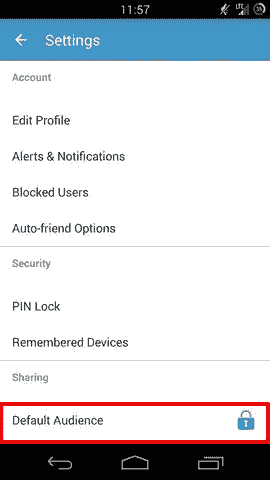 11:57
LTE
Settings
Account
Edit Profile
Alerts & Notifications
Blocked Users
Auto-friend Options
Security
PIN Lock
Remembered Devices
Sharing
Default Audience